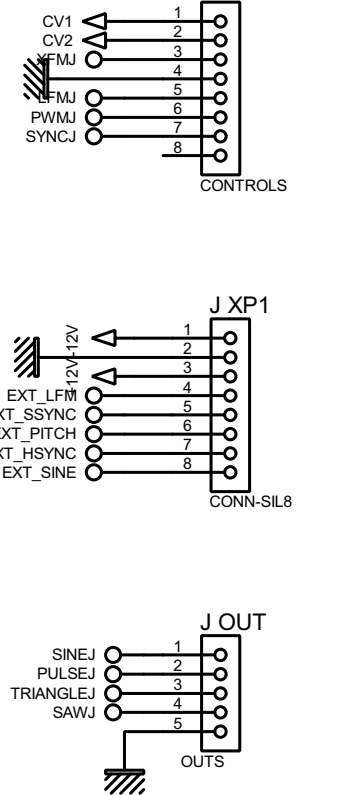 CV1 1
CV2 2
XFMJ 3
4
LFMJ 5
PWMJ 6
SYNCJ 7
8
CONTROLS
J XP1
-12V 1
2
+12V 3
EXT_LFM 4
XT_SSYNC 5
EXT_PITCH 6
XT_HSYNC 7
EXT_SINE 8
CONN-SIL8
J OUT
SINEJ 1
PULSEJ 2
TRIANGLEJ 3
SAWJ 4
5
OUTS